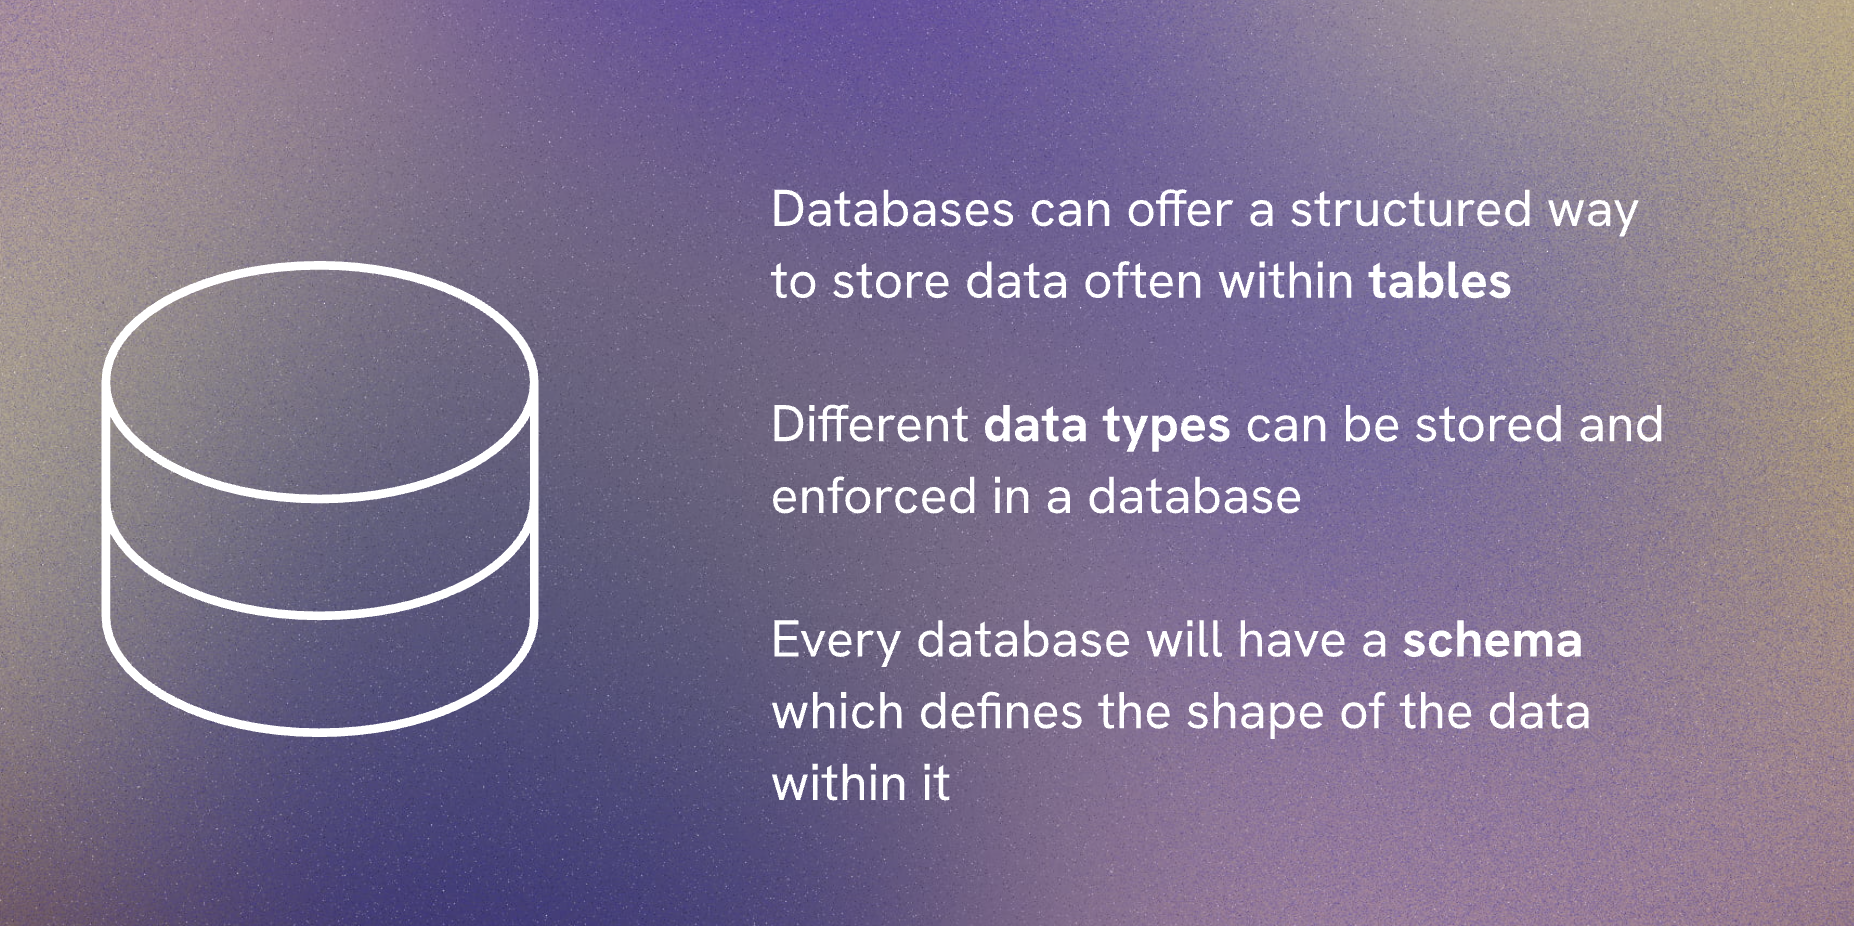 Databases can offer a structured way
to store data often within tables
Different data types can be stored and
enforced in a database
Every database will have a schema
which defines the shape of the data
within it